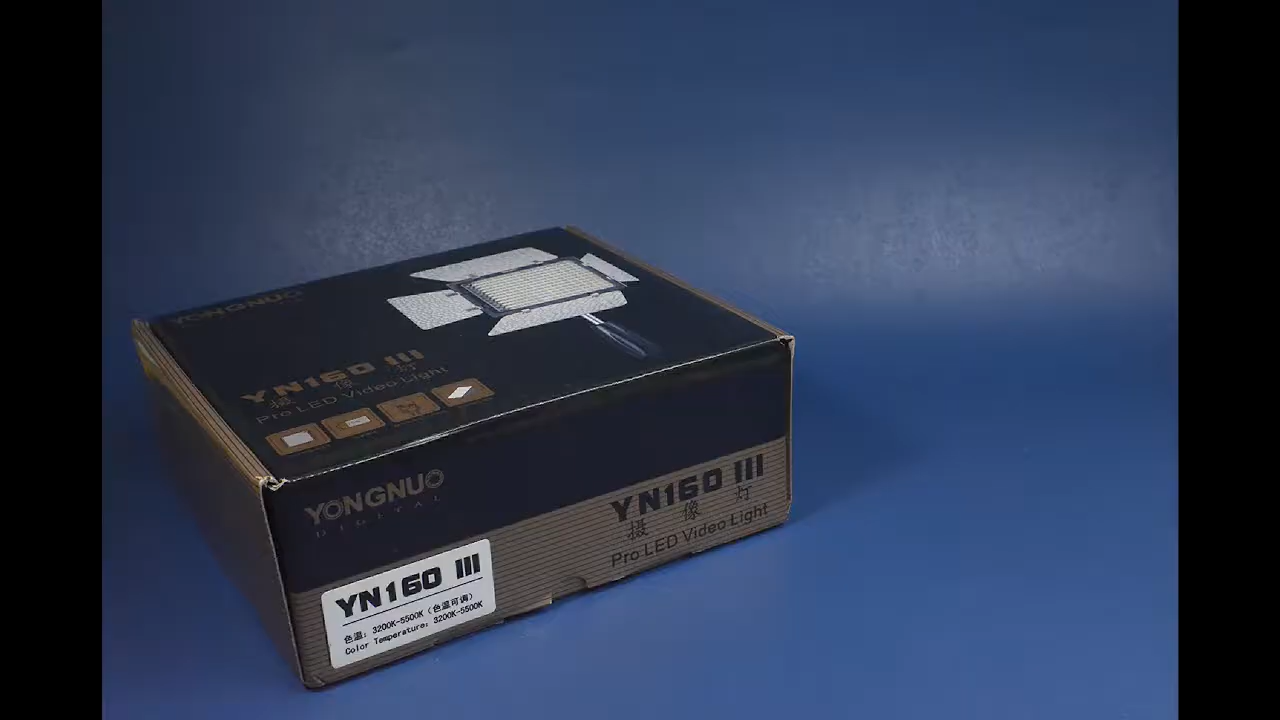 YONGNUO
YN160 III
摄 像 灯
Pro LED Video Light
YONGNUO
DIGITAL
YN160 III
摄 像 灯
Pro LED Video Light
YN160 III
色温：3200K-5500K（色温可调）
Color Temperature：3200K-5500K